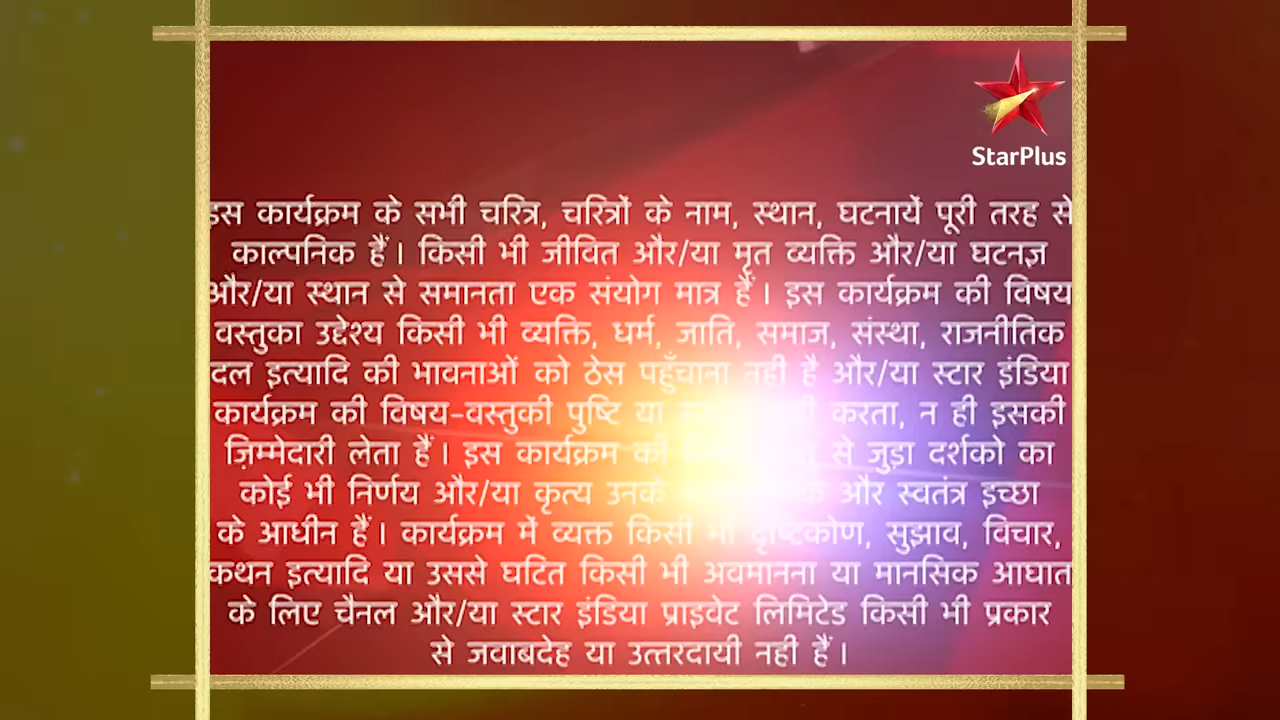 StarPlus
इस कार्यक्रम के सभी चरित्र, चरित्रों के नाम, स्थान, घटनायें पूरी तरह से
काल्पनिक हैं। किसी भी जीवित और/या मृत व्यक्ति और/या घटनज्ञ
और/या स्थान से समानता एक संयोग मात्र हैं। इस कार्यक्रम की विषय
वस्तुका उद्देश्य किसी भी व्यक्ति, धर्म, जाति, समाज, संस्था, राजनीतिक
दल इत्यादि की भावनाओं को ठेस पहुँचाना नही है और/या स्टार इंडिया
कार्यक्रम की विषय-वस्तुकी पुष्टि या करता, न ही इसकी
ज़िम्मेदारी लेता हैं। इस कार्यक्रम की से जुड़ा दर्शको का
कोई भी निर्णय और/या कृत्य उनके और स्वतंत्र इच्छा
के आधीन हैं। कार्यक्रम में व्यक्त किसी भी दृष्टिकोण, सुझाव, विचार,
कथन इत्यादि या उससे घटित किसी भी अवमानना या मानसिक आघात
के लिए चैनल और/या स्टार इंडिया प्राइवेट लिमिटेड किसी भी प्रकार
से जवाबदेह या उत्तरदायी नही हैं।